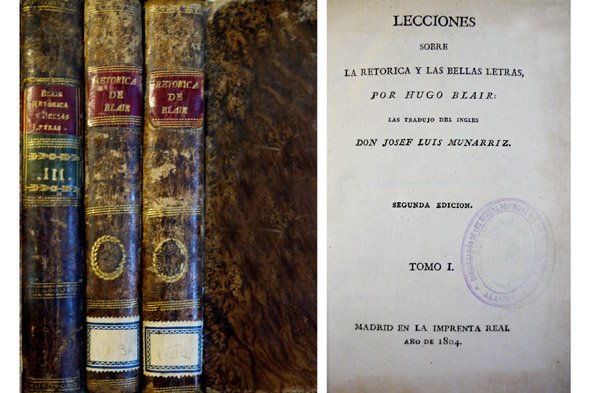 BLAIR
RETÓRICA
Y BELLAS
LETRAS.
.III.
RETORICA
DE
BLAIR
RETORICA
DE
BLAIR
LECCIONES
SOBRE
LA RETORICA Y LAS BELLAS LETRAS,
POR HUGO BLAIR:
LAS TRADUJO DEL INGLES
DON JOSEF LUIS MUNARRIZ.
SEGUNDA EDICION.
TOMO I.
MADRID EN LA IMPRENTA REAL
AÑO DE 1804.